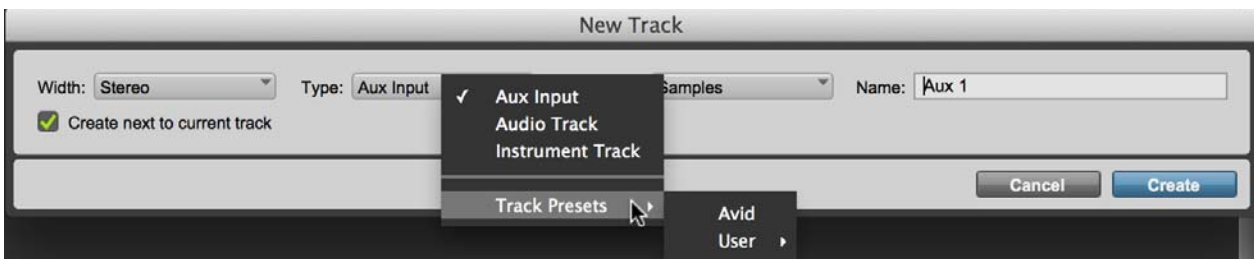 New Track
Width: Stereo Type: Aux Input Samples Name: Aux 1
Create next to current track
✓ Aux Input
Audio Track
Instrument Track
Track Presets
Avid
User
Cancel Create